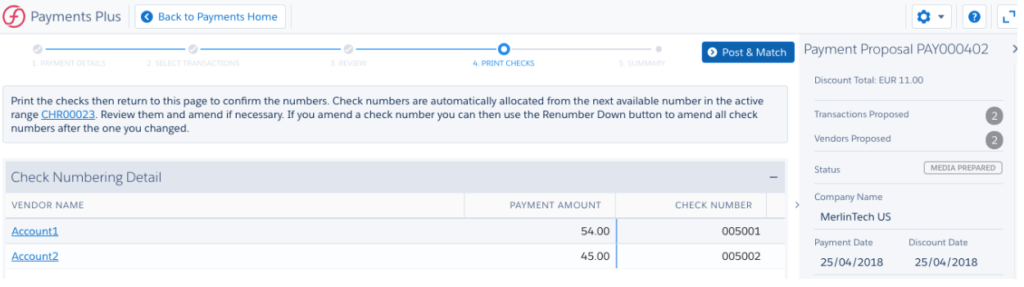 Payments Plus
Back to Payments Home
1. PAYMENT DETAILS
2. SELECT TRANSACTIONS
3. REVIEW
4. PRINT CHECKS
5. SUMMARY
Post & Match
Print the checks then return to this page to confirm the numbers. Check numbers are automatically allocated from the next available number in the active
range CHR00023. Review them and amend if necessary. If you amend a check number you can then use the Renumber Down button to amend all check
numbers after the one you changed.
Check Numbering Detail
VENDOR NAME PAYMENT AMOUNT CHECK NUMBER
Account1 54.00 005001
Account2 45.00 005002
Payment Proposal PAY000402
Discount Total: EUR 11.00
Transactions Proposed 2
Vendors Proposed 2
Status MEDIA PREPARED
Company Name
MerlinTech US
Payment Date Discount Date
25/04/2018 25/04/2018